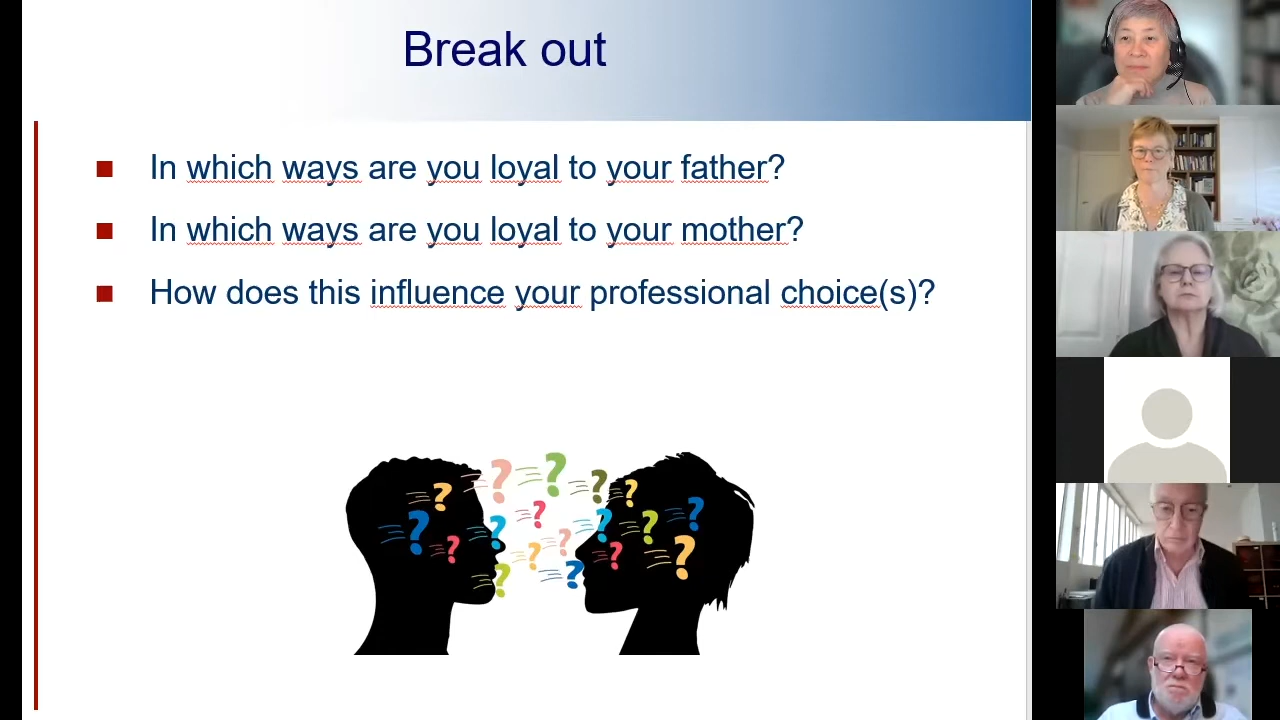 Break out
In which ways are you loyal to your father?
In which ways are you loyal to your mother?
How does this influence your professional choice(s)?